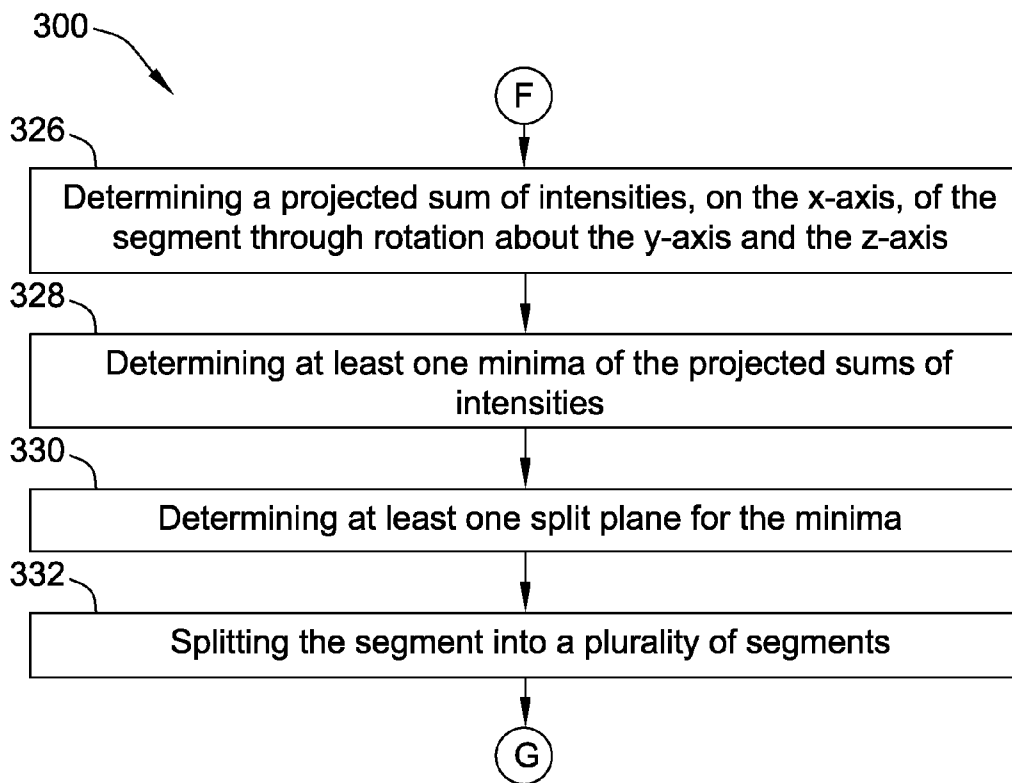 300
F
326
Determining a projected sum of intensities, on the x-axis, of the
segment through rotation about the y-axis and the z-axis
328
Determining at least one minima of the projected sums of
intensities
330
Determining at least one split plane for the minima
332
Splitting the segment into a plurality of segments
G